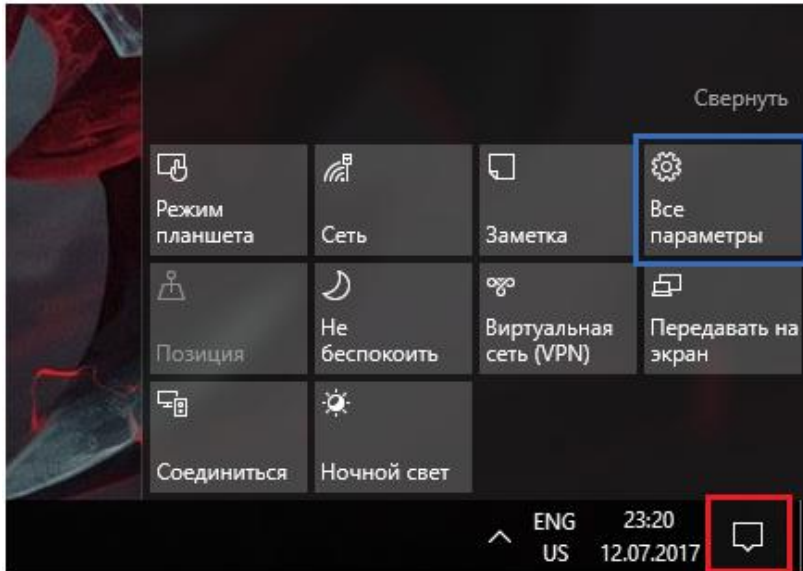 Свернуть
Режим
планшета
Сеть
Заметка
Все
параметры
Позиция
Не
беспокоить
Виртуальная
сеть (VPN)
Передавать на
экран
Соединиться
Ночной свет
ENG
US
23:20
12.07.2017